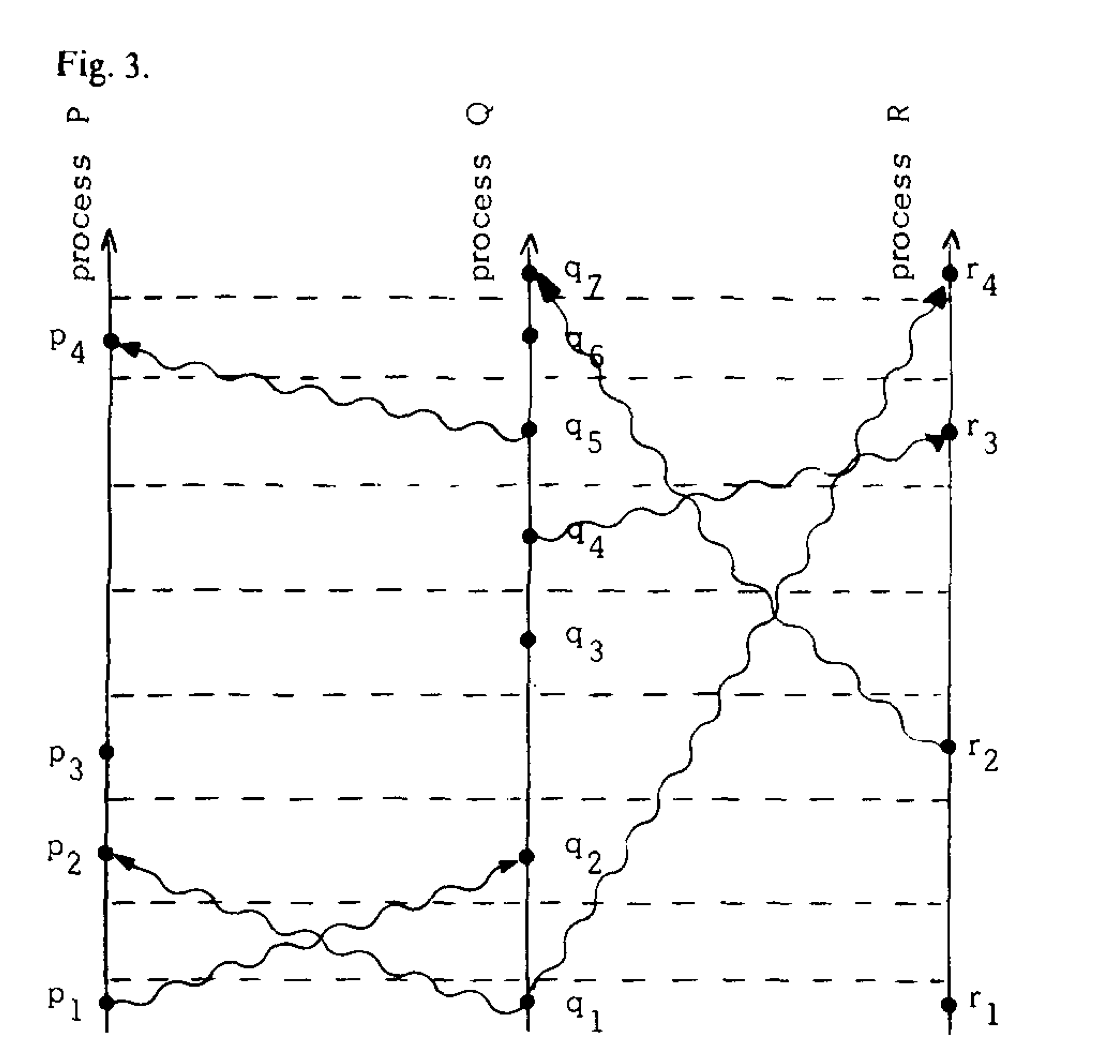 Fig. 3.
process P
process Q
process R
q7
r4
p4
q6
q5
r3
q4
q3
p3
r2
p2
q2
p1
q1
r1